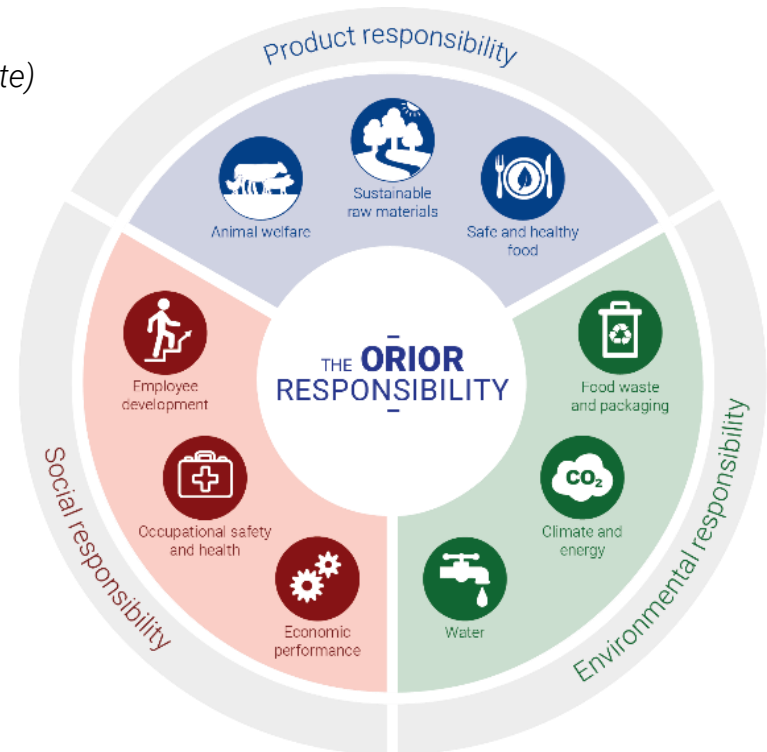 te)
Product responsibility
Animal welfare
Sustainable
raw materials
Safe and healthy
food
Employee
development
THE ORIOR
RESPONSIBILITY
Food waste
and packaging
Social responsibility
Occupational safety
and health
CO₂
Climate and
energy
Environmental responsibility
Economic
performance
Water